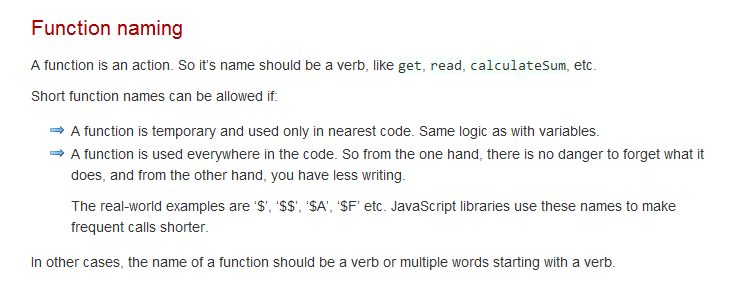 Function naming
A function is an action. So it's name should be a verb, like get, read, calculateSum, etc.
Short function names can be allowed if:
A function is temporary and used only in nearest code. Same logic as with variables.
A function is used everywhere in the code. So from the one hand, there is no danger to forget what it
does, and from the other hand, you have less writing.
The real-world examples are ‘$’, ‘$$’, ‘$A’, ‘$F’ etc. JavaScript libraries use these names to make
frequent calls shorter.
In other cases, the name of a function should be a verb or multiple words starting with a verb.